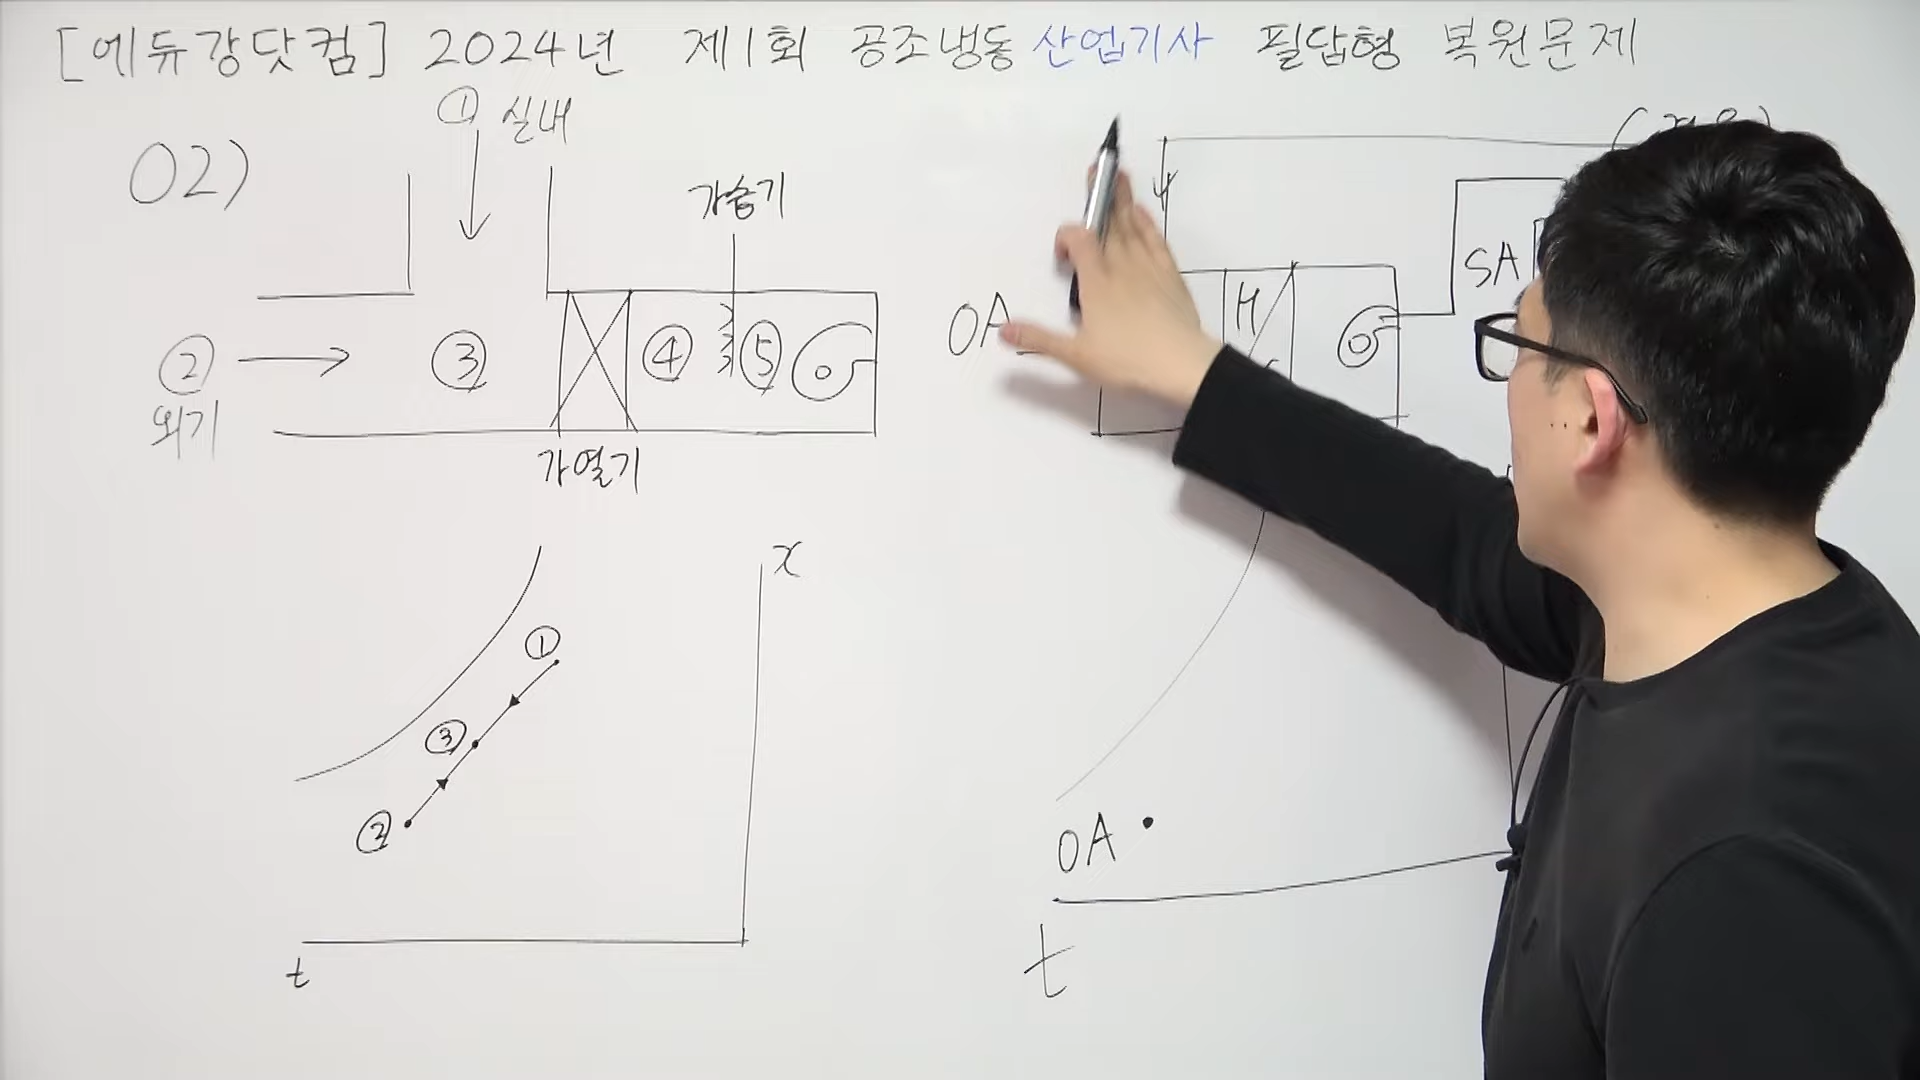 [에듀강닷컴] 2024년 제1회 공조냉동산업기사 필답형 복원문제
02)
① 실내
가습기
② 외기
③
④
⑤
가열기
x
①
③
②
t
OA
H
SA
OA
t